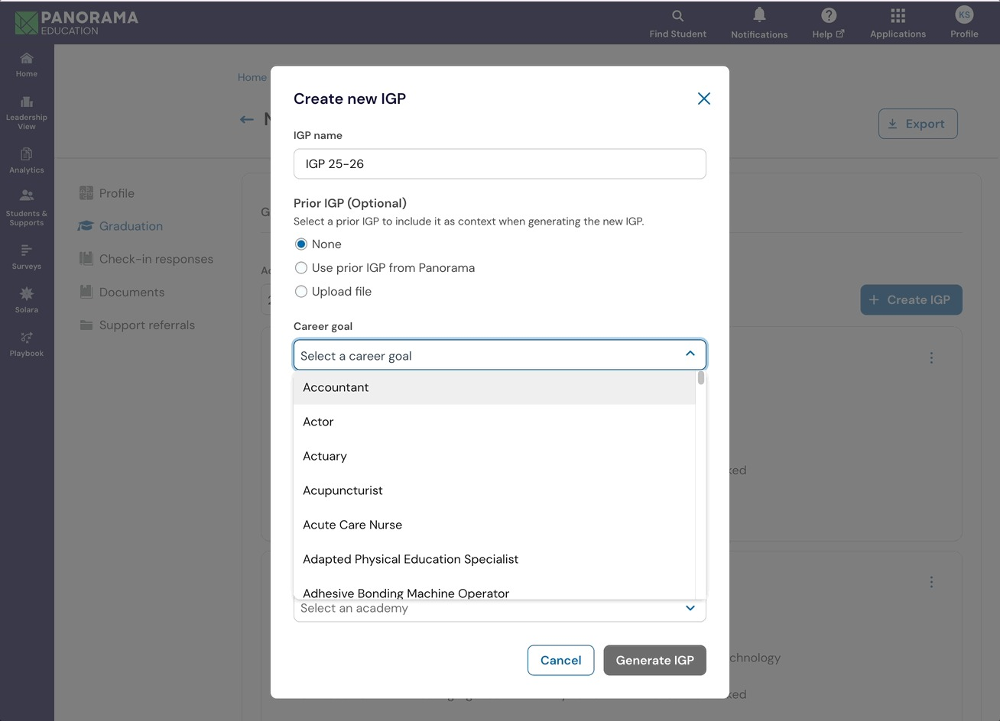 PANORAMA
EDUCATION
Find Student
Notifications
Help
Applications
KS
Profile
Home
Leadership
View
Analytics
Students &
Supports
Surveys
Solara
Playbook
Home
Export
Profile
Graduation
Check-in responses
Documents
Support referrals
Create IGP
Create new IGP
IGP name
IGP 25-26
Prior IGP (Optional)
Select a prior IGP to include it as context when generating the new IGP.
None
Use prior IGP from Panorama
Upload file
Career goal
Select a career goal
Accountant
Actor
Actuary
Acupuncturist
Acute Care Nurse
Adapted Physical Education Specialist
Adhesive Bonding Machine Operator
Select an academy
Cancel
Generate IGP